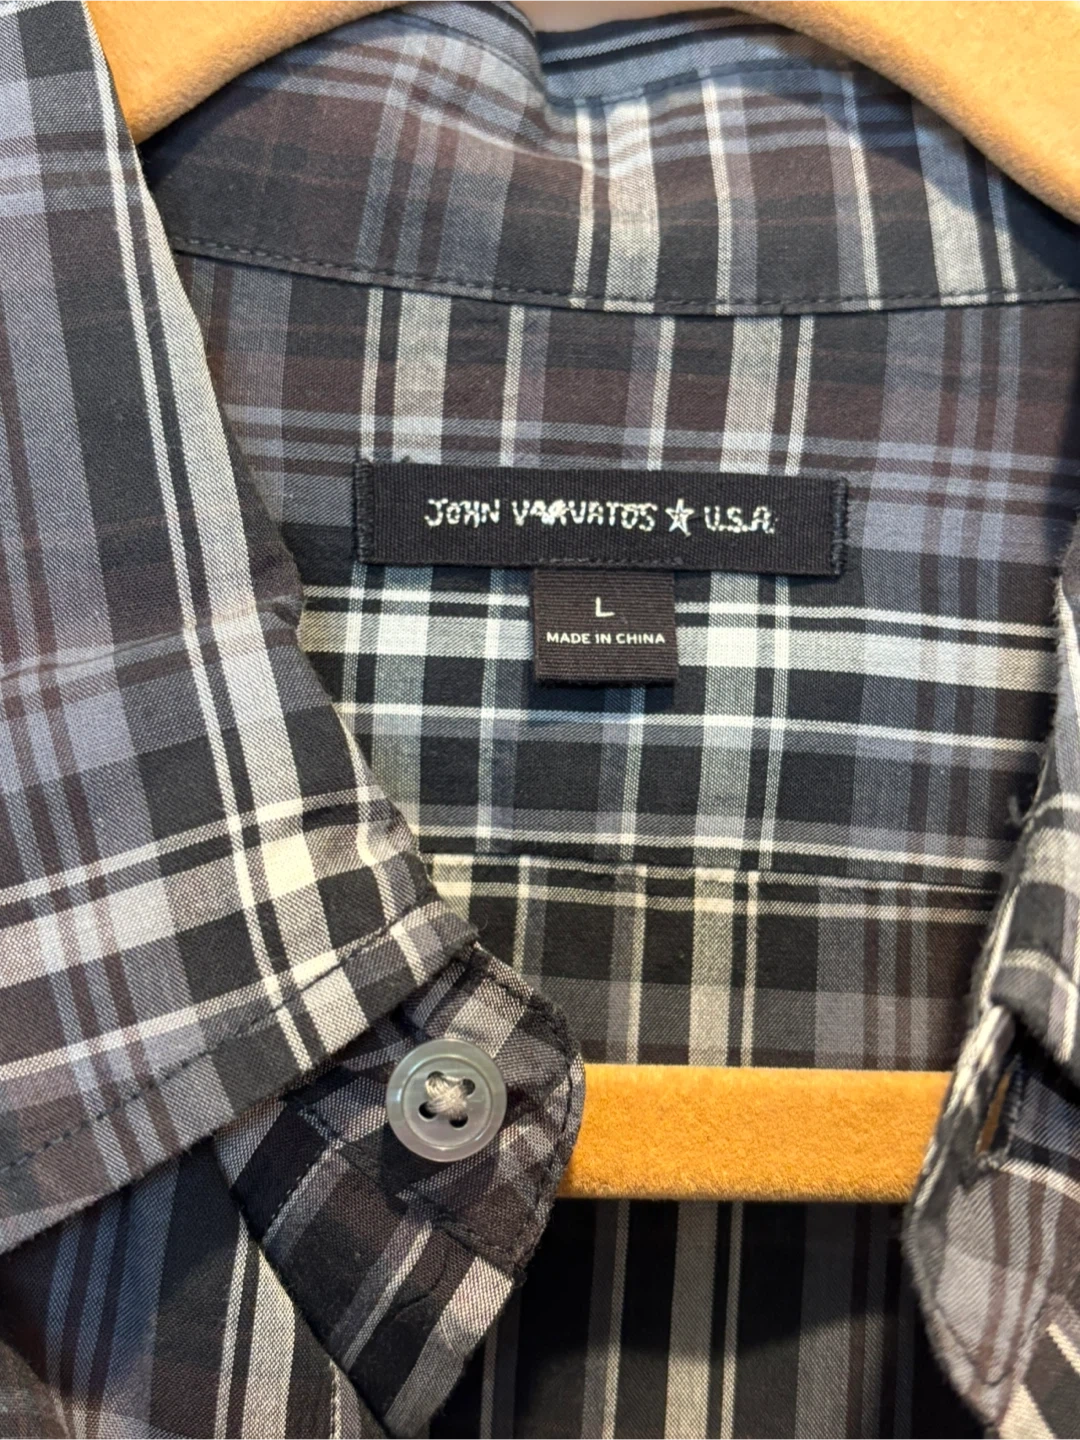 JOHN VARVATOS ★ U.S.A.
L
MADE IN CHINA